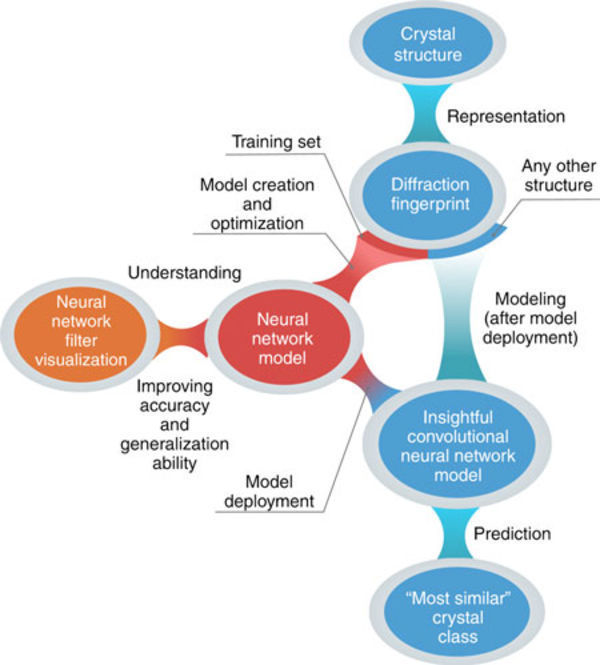 Crystal
structure
Representation
Training set
Diffraction
fingerprint
Any other
structure
Model creation
and
optimization
Understanding
Neural
network
filter
visualization
Neural
network
model
Modeling
(after model
deployment)
Improving
accuracy
and
generalization
ability
Model
deployment
Insightful
convolutional
neural network
model
Prediction
“Most similar”
crystal
class